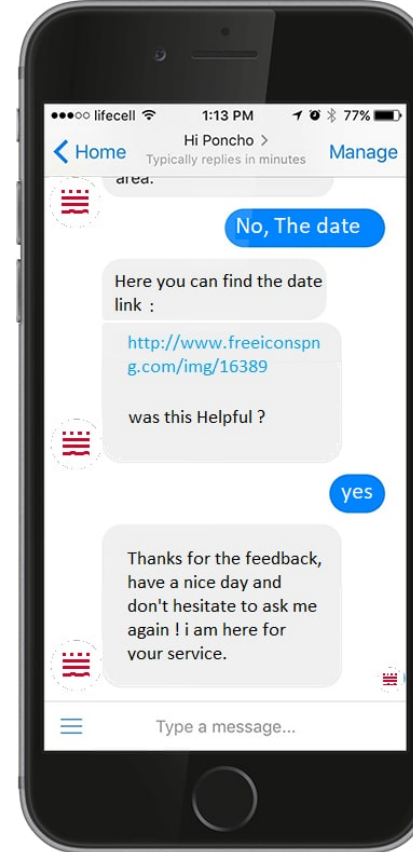 lifecell 1:13 PM 77%
Home Hi Poncho > Manage
Typically replies in minutes
area.
No, The date
Here you can find the date
link :
http://www.freeiconspn
g.com/img/16389
was this Helpful ?
yes
Thanks for the feedback,
have a nice day and
don't hesitate to ask me
again ! i am here for
your service.
Type a message...